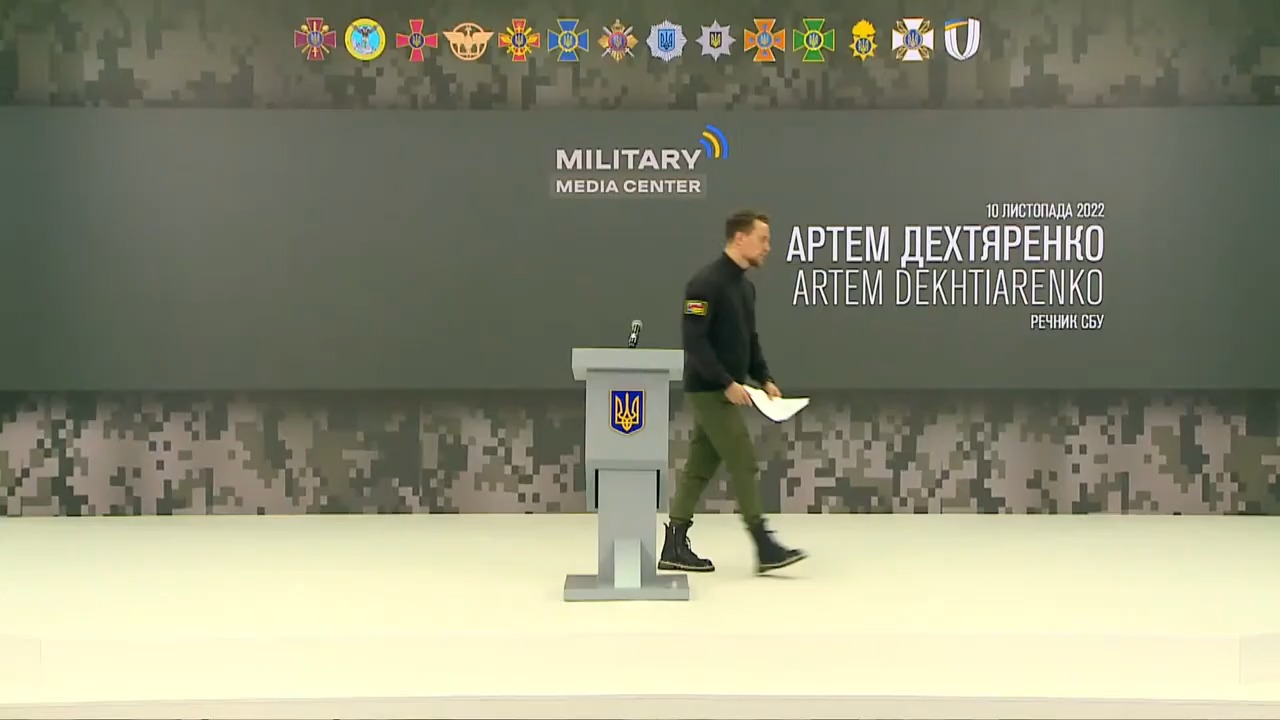 MILITARY
MEDIA CENTER
10 ЛИСТОПАДА 2022
АРТЕМ ДЕХТЯРЕНКО
ARTEM DEKHTIARENKO
РЕЧНИК СБУ